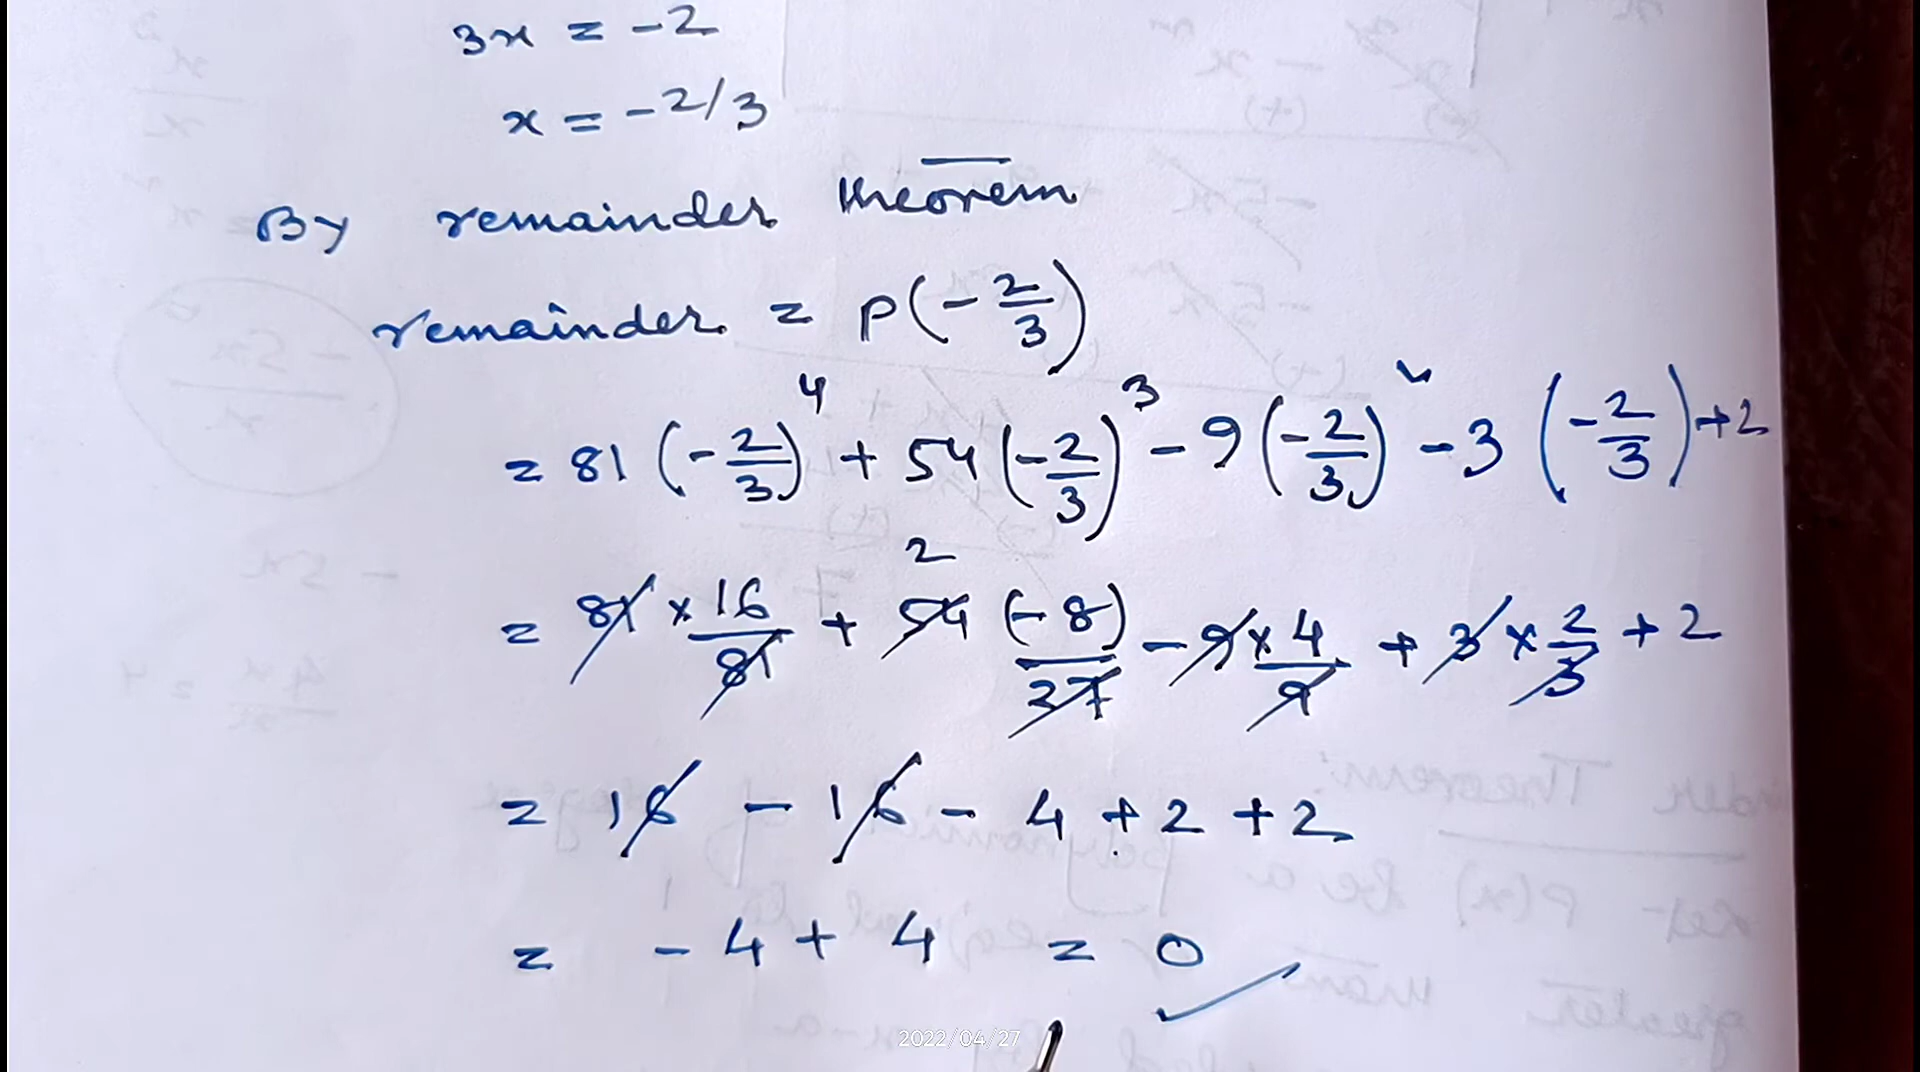 3x = -2
x = -2/3
By remainder theorem
remainder = P(-2/3)
= 81 (-2/3)^4 + 54 (-2/3)^3 - 9 (-2/3)^2 - 3 (-2/3) + 2
2
= 81 × 16/81 + 54 (-8)/27 - 9 × 4/9 + 3 × 2/3 + 2
= 16 - 16 - 4 + 2 + 2
= - 4 + 4 = 0
2022/04/27